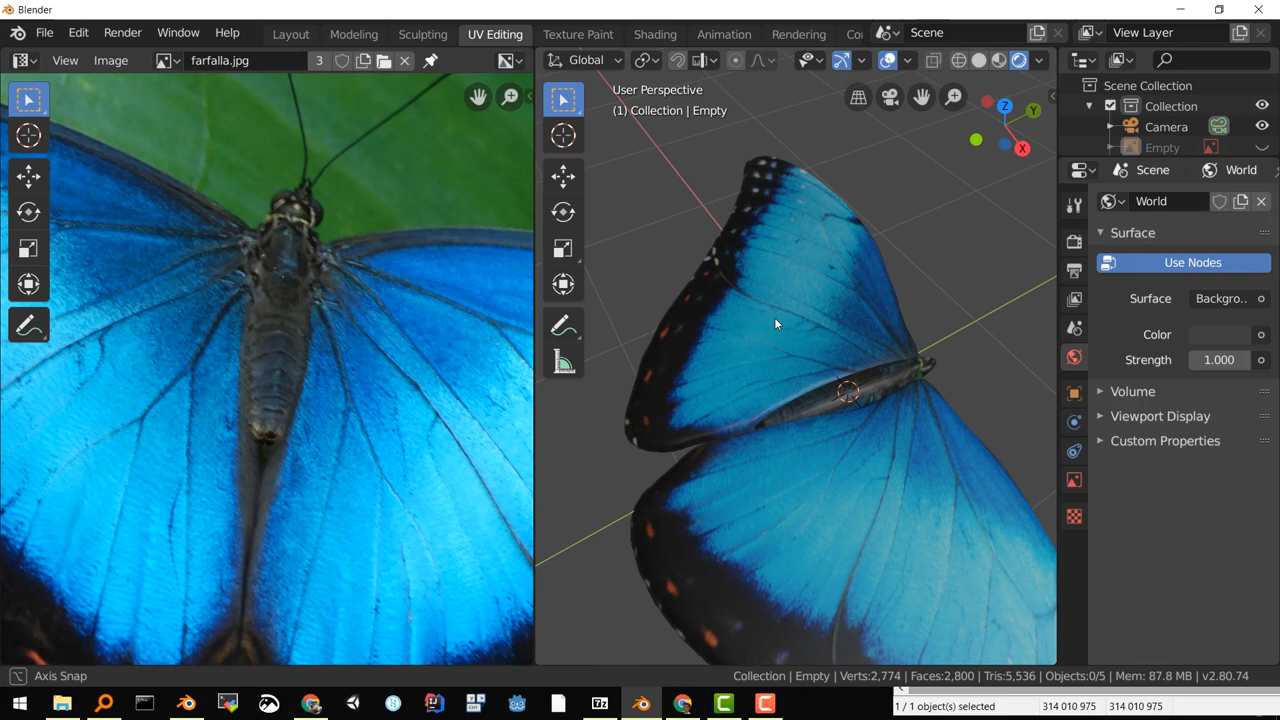 Blender
File Edit Render Window Help Layout Modeling Sculpting UV Editing Texture Paint Shading Animation Rendering Co Scene View Layer
View Image farfalla.jpg 3 Global
User Perspective
(1) Collection | Empty
Z
Y
X
Scene Collection
Collection
Camera
Empty
Scene World
World
Surface
Use Nodes
Surface Backgro..
Color
Strength 1.000
Volume
Viewport Display
Custom Properties
Axis Snap Collection | Empty | Verts:2,774 | Faces:2,800 | Tris:5,536 | Objects:0/5 | Mem: 87.8 MB | v2.80.74
1 / 1 object(s) selected 314 010 975 314 010 975